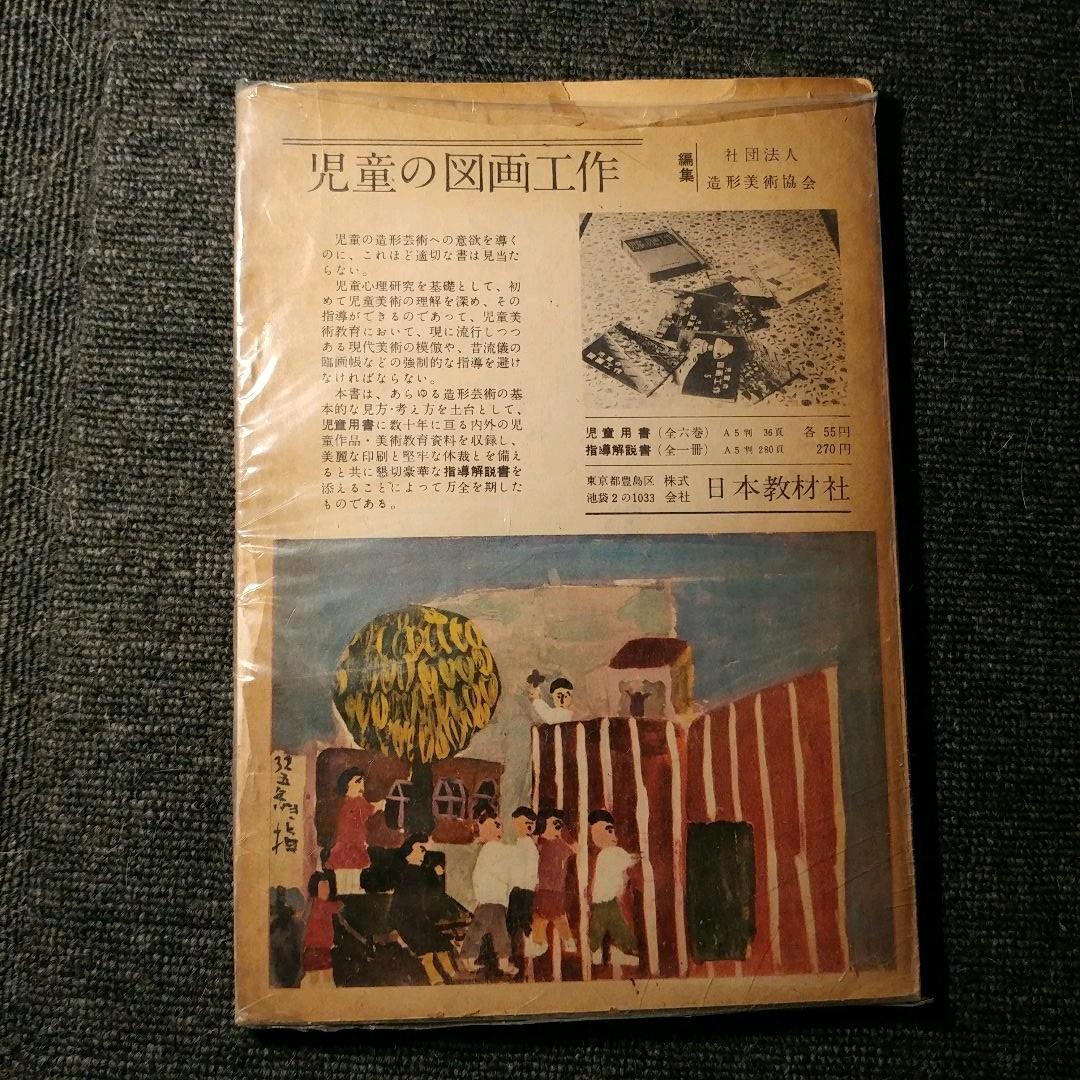 児童の図画工作
編集
社団法人
造形美術協会
児童の造形芸術への意欲を導く
のに、これほど適切な書は見当た
らない。
児童心理研究を基礎として、初
めて児童美術の理解を深め、その
指導ができるのであって、児童美
術教育において、現に流行しつつ
ある現代美術の模倣や、昔流儀の
臨画帳などの強制的な指導を避け
なければならない。
本書は、あらゆる造形芸術の基
本的な見方・考え方を土台として、
児童用書に数十年に亘る内外の児
童作品・美術教育資料を収録し、
美麗な印刷と堅牢な体裁とを備え
ると共に懇切豪華な指導解説書を
添えることによって万全を期した
ものである。
図画工作
児童用書（全六巻） A5判 36頁 各 55円
指導解説書（全一冊） A5判 280頁 270円
東京都豊島区
池袋2の1033
株式会社
日本教材社